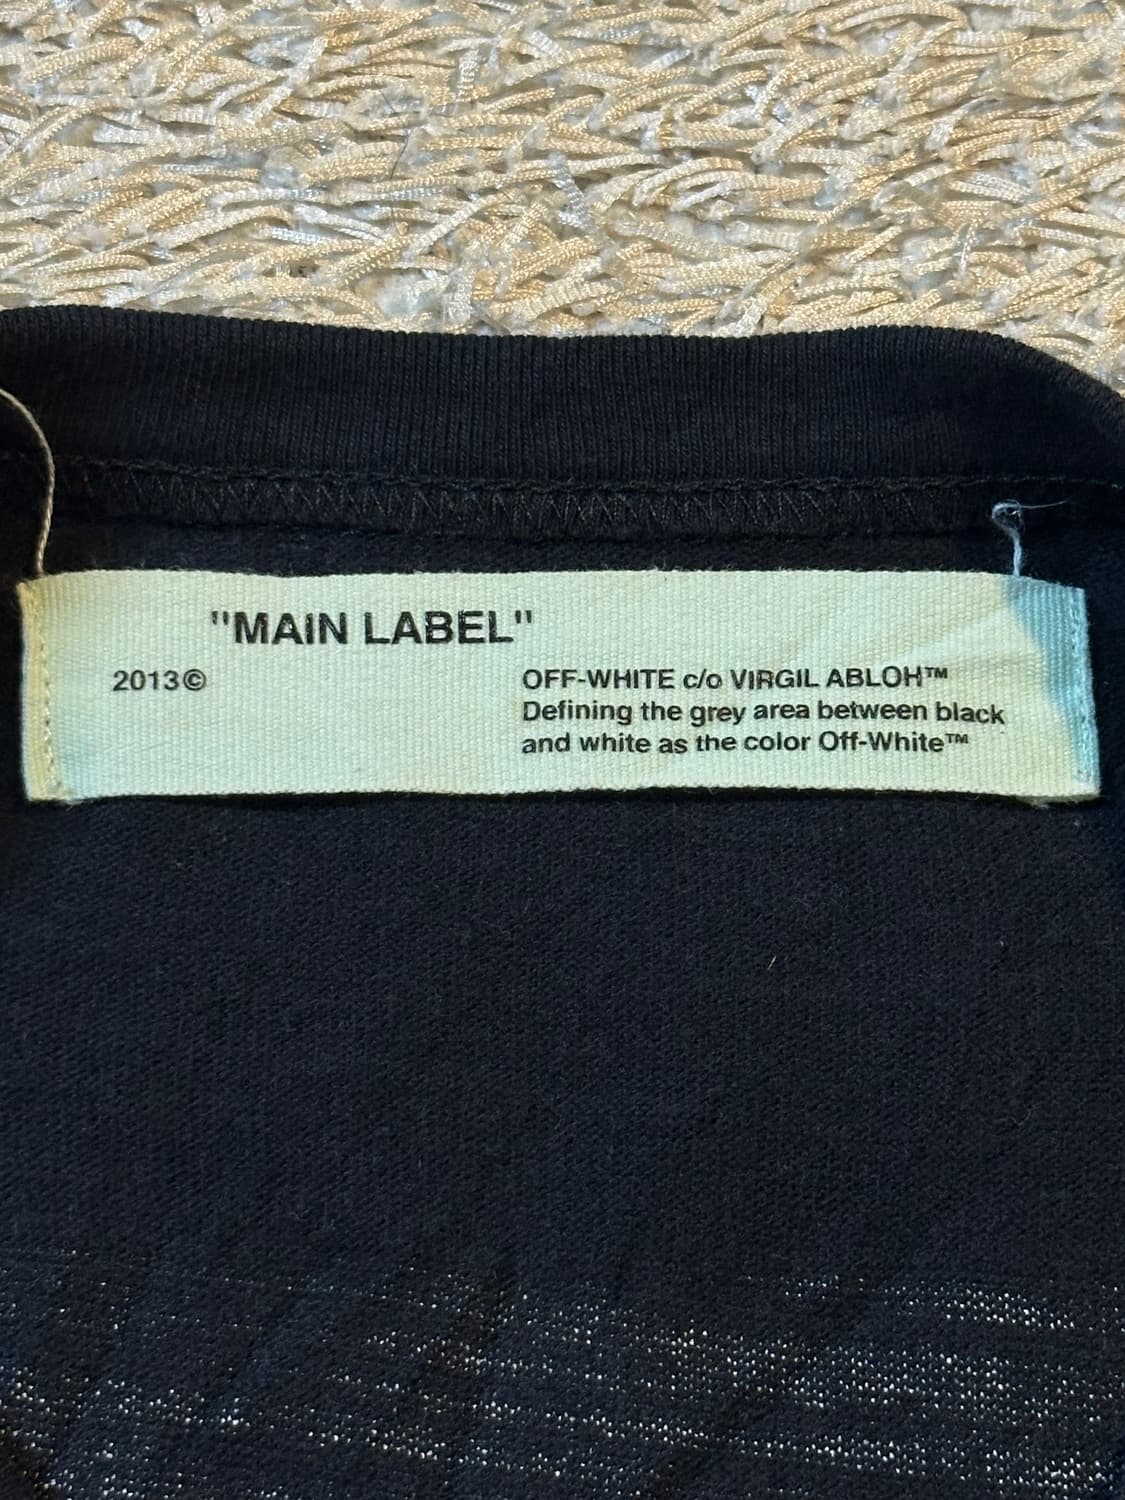 "MAIN LABEL"
2013©
OFF-WHITE c/o VIRGIL ABLOH™
Defining the grey area between black
and white as the color Off-White™